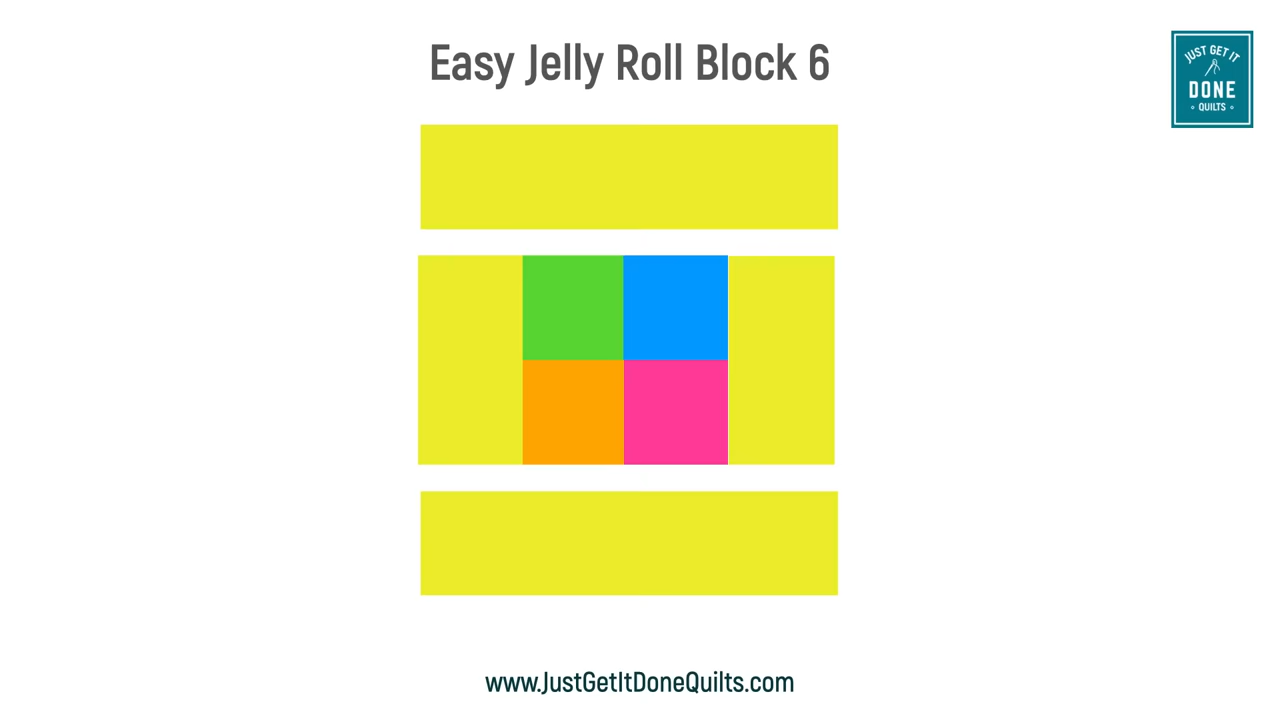 Easy Jelly Roll Block 6
JUST GET IT
DONE
QUILTS
www.JustGetItDoneQuilts.com